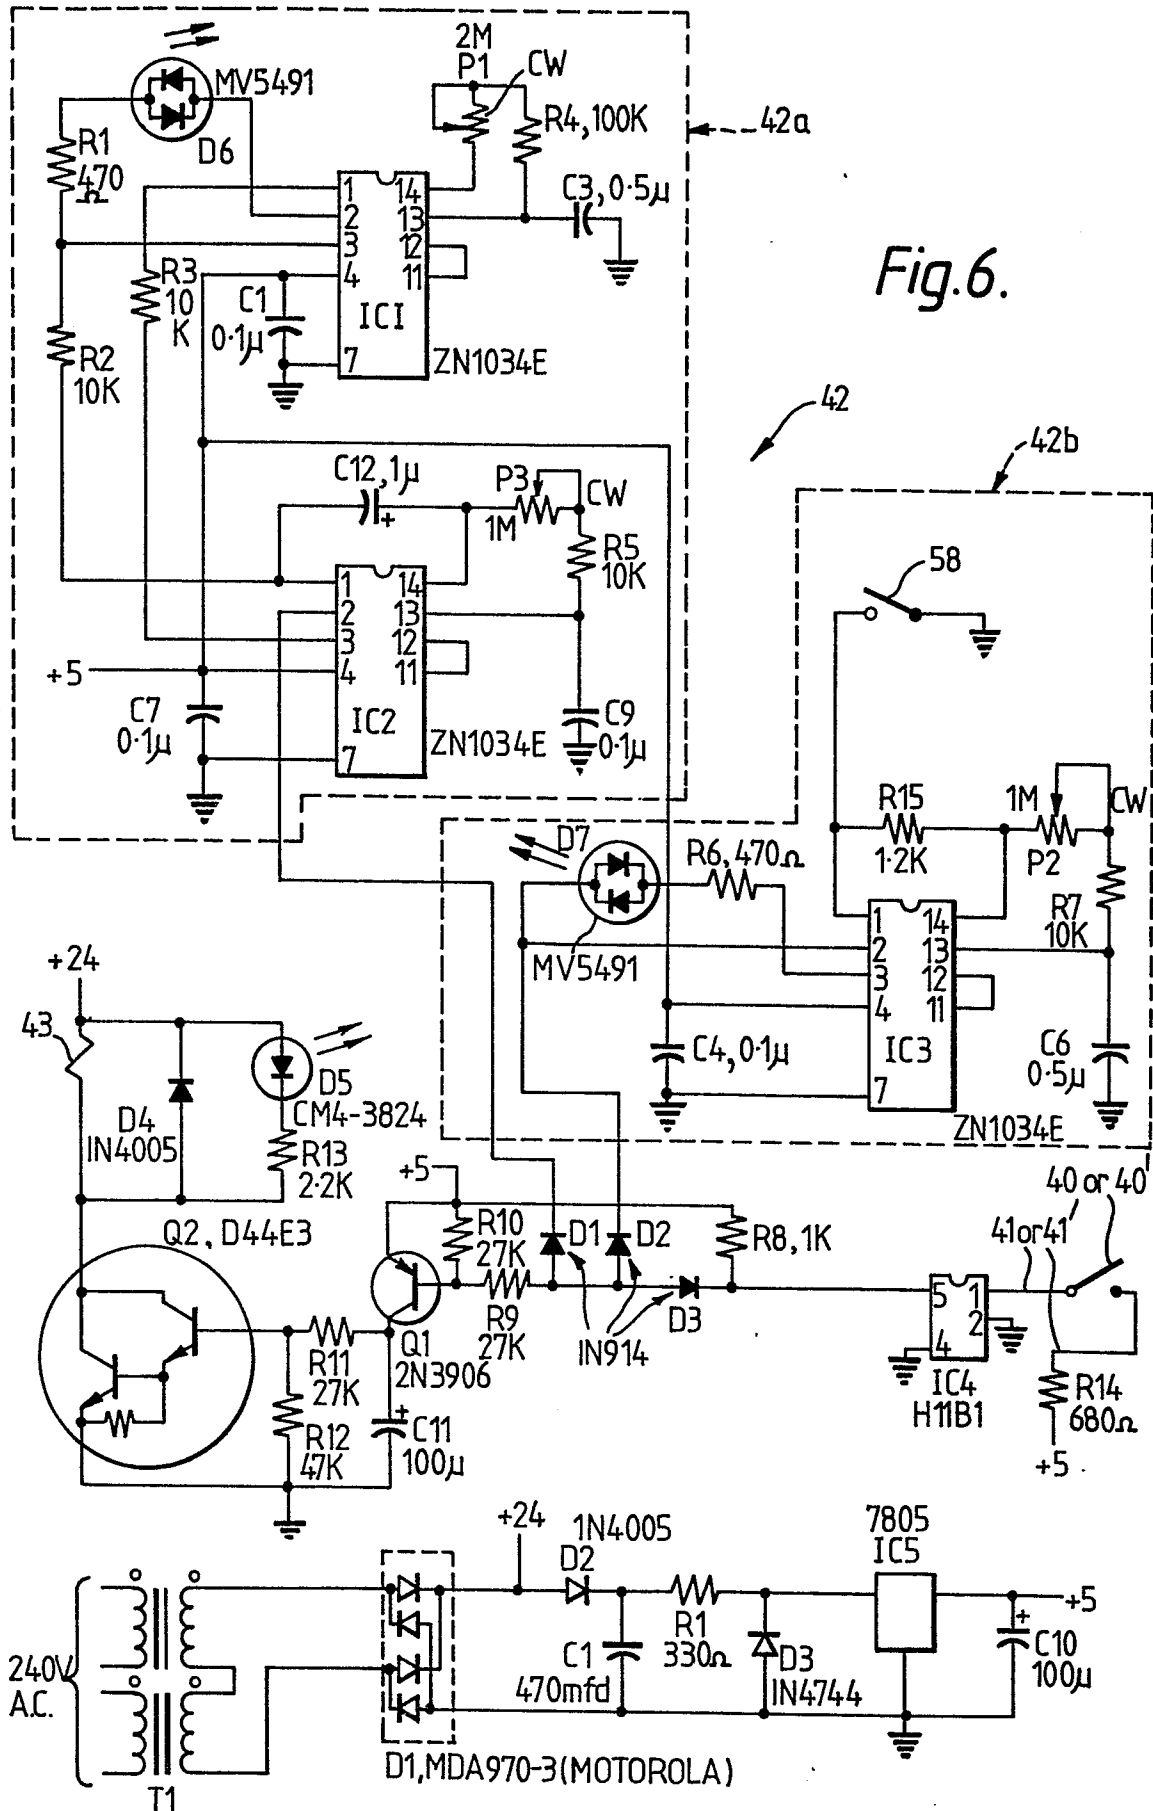 2M
P1
CW
MV5491
D6
R1
470
Ω
R4,100K
42a
C3,0·5µ
1
2
3
4
7
14
13
12
11
IC1
ZN1034E
R3
10
K
C1
0·1µ
R2
10K
Fig.6.
42
42b
C12,1µ
+
P3
1M
CW
R5
10K
1
2
3
4
7
14
13
12
11
IC2
ZN1034E
+5
C7
0·1µ
C9
0·1µ
58
R15
1·2K
1M
P2
CW
D7
R6,470Ω
MV5491
R7
10K
1
2
3
4
7
14
13
12
11
IC3
ZN1034E
C4,0·1µ
C6
0·5µ
+24
43
D4
IN4005
D5
CM4-3824
R13
2·2K
Q2, D44E3
+5
R10
27K
D1
D2
R8,1K
R9
27K
IN914
D3
Q1
2N3906
R11
27K
R12
47K
+
C11
100µ
40 or 40'
41or41'
5
4
1
2
IC4
H11B1
R14
680Ω
+5
240V
A.C.
T1
D1,MDA970-3(MOTOROLA)
+24
1N4005
D2
C1
470mfd
R1
330Ω
D3
IN4744
7805
IC5
+5
+
C10
100µ